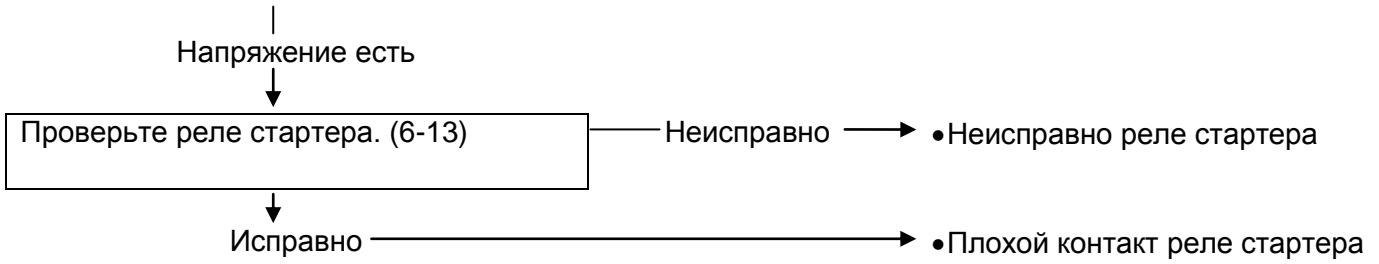 Напряжение есть
Проверьте реле стартера. (6-13)
Неисправно
•Неисправно реле стартера
Исправно
•Плохой контакт реле стартера